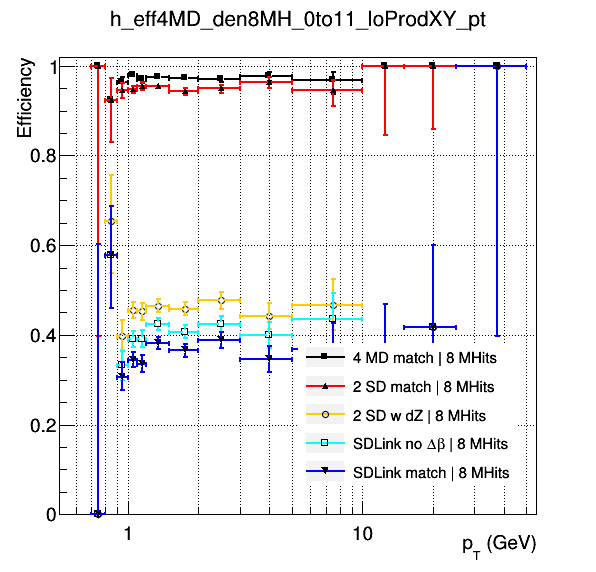 h_eff4MD_den8MH_0to11_loProdXY_pt
Efficiency
1
0.8
0.6
0.4
0.2
0
4 MD match | 8 MHits
2 SD match | 8 MHits
2 SD w dZ | 8 MHits
SDLink no Δβ | 8 MHits
SDLink match | 8 MHits
1
10
p_T (GeV)